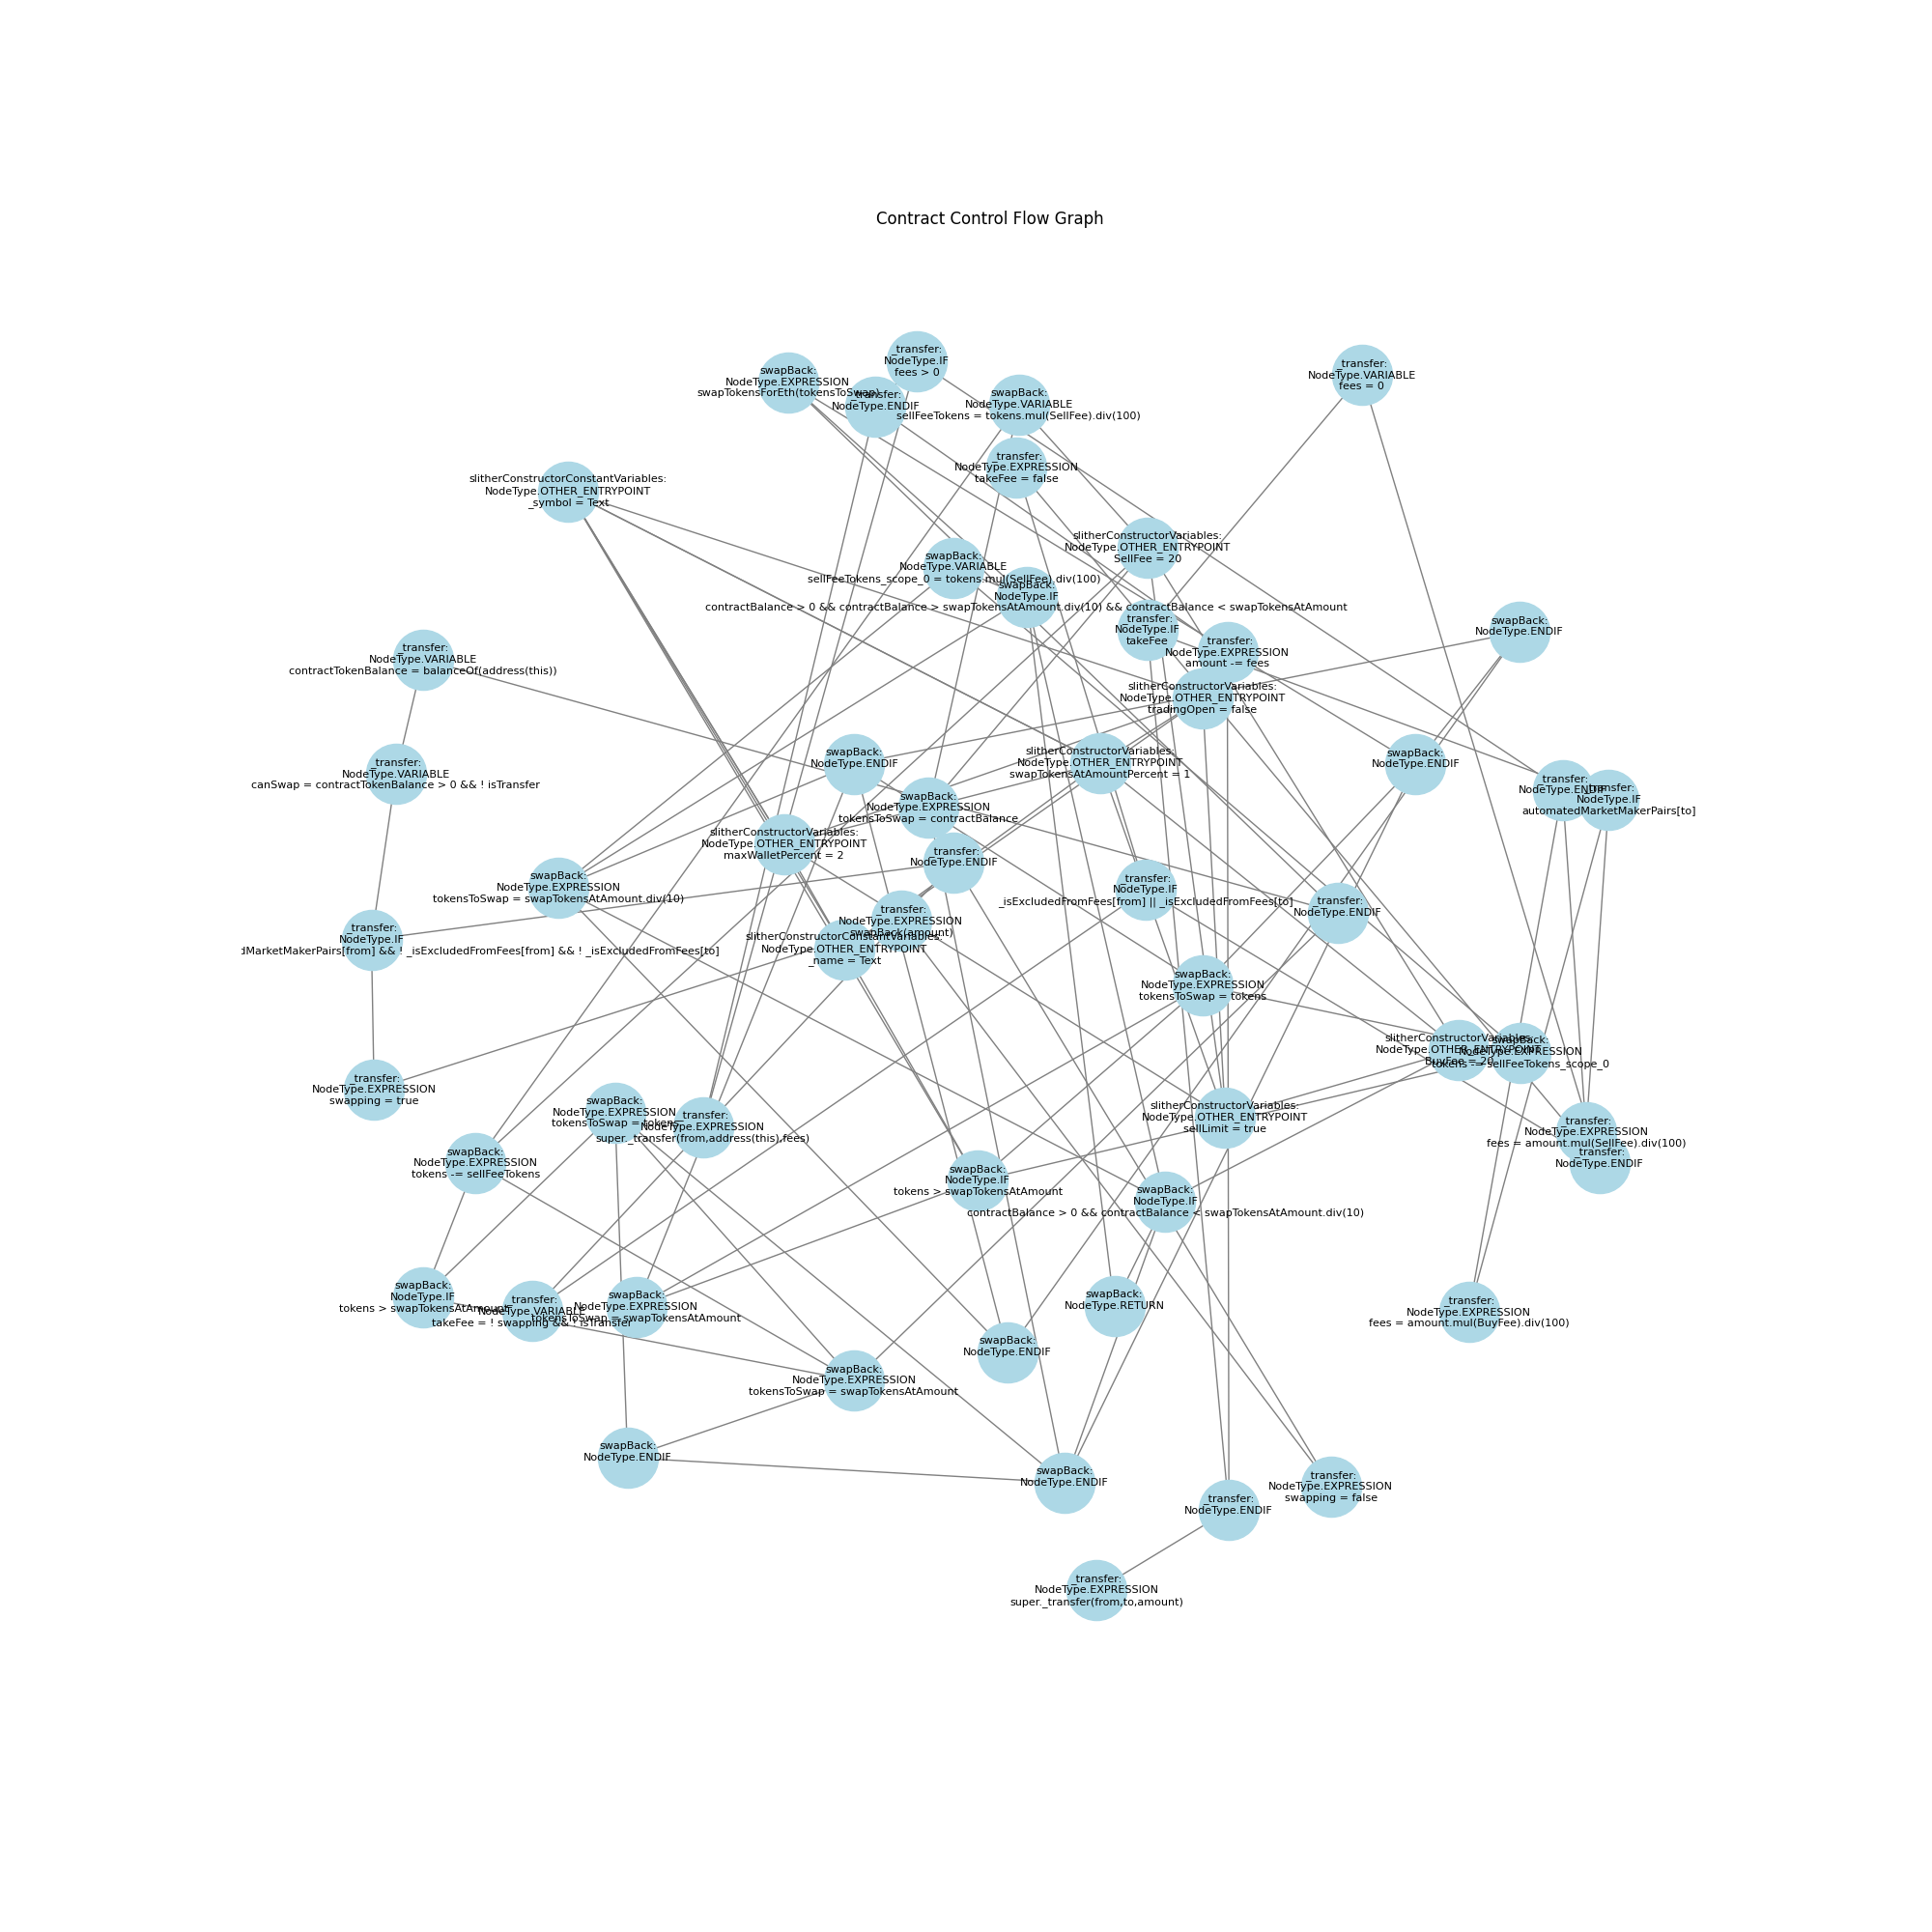 Contract Control Flow Graph
_transfer:
NodeType.IF
fees > 0
swapBack:
NodeType.EXPRESSION
swapTokensForEth(tokensToSwap)
_transfer:
NodeType.VARIABLE
fees = 0
_transfer:
NodeType.ENDIF
swapBack:
NodeType.VARIABLE
sellFeeTokens = tokens.mul(SellFee).div(100)
_transfer:
NodeType.EXPRESSION
takeFee = false
slitherConstructorConstantVariables:
NodeType.OTHER_ENTRYPOINT
_symbol = Text
slitherConstructorVariables:
NodeType.OTHER_ENTRYPOINT
SellFee = 20
swapBack:
NodeType.VARIABLE
sellFeeTokens_scope_0 = tokens.mul(SellFee).div(100)
swapBack:
NodeType.IF
contractBalance > 0 && contractBalance > swapTokensAtAmount.div(10) && contractBalance < swapTokensAtAmount
_transfer:
NodeType.IF
takeFee
swapBack:
NodeType.ENDIF
_transfer:
NodeType.EXPRESSION
amount -= fees
_transfer:
NodeType.VARIABLE
contractTokenBalance = balanceOf(address(this))
slitherConstructorVariables:
NodeType.OTHER_ENTRYPOINT
tradingOpen = false
swapBack:
NodeType.ENDIF
slitherConstructorVariables:
NodeType.OTHER_ENTRYPOINT
swapTokensAtAmountPercent = 1
swapBack:
NodeType.ENDIF
_transfer:
NodeType.VARIABLE
canSwap = contractTokenBalance > 0 && ! isTransfer
_transfer:
NodeType.ENDIF
_transfer:
NodeType.IF
automatedMarketMakerPairs[to]
swapBack:
NodeType.EXPRESSION
tokensToSwap = contractBalance
slitherConstructorVariables:
NodeType.OTHER_ENTRYPOINT
maxWalletPercent = 2
_transfer:
NodeType.ENDIF
swapBack:
NodeType.EXPRESSION
tokensToSwap = swapTokensAtAmount.div(10)
_transfer:
NodeType.IF
_isExcludedFromFees[from] || _isExcludedFromFees[to]
_transfer:
NodeType.ENDIF
_transfer:
NodeType.EXPRESSION
swapBack(amount)
_transfer:
NodeType.IF
dMarketMakerPairs[from] && ! _isExcludedFromFees[from] && ! _isExcludedFromFees[to]
slitherConstructorConstantVariables:
NodeType.OTHER_ENTRYPOINT
_name = Text
swapBack:
NodeType.EXPRESSION
tokensToSwap = tokens
slitherConstructorVariables:
NodeType.OTHER_ENTRYPOINT
BuyFee = 20
swapBack:
NodeType.EXPRESSION
tokens -= sellFeeTokens_scope_0
_transfer:
NodeType.EXPRESSION
swapping = true
swapBack:
NodeType.EXPRESSION
tokensToSwap = tokens
_transfer:
NodeType.EXPRESSION
super._transfer(from,address(this),fees)
slitherConstructorVariables:
NodeType.OTHER_ENTRYPOINT
sellLimit = true
_transfer:
NodeType.EXPRESSION
fees = amount.mul(SellFee).div(100)
_transfer:
NodeType.ENDIF
swapBack:
NodeType.EXPRESSION
tokens -= sellFeeTokens
swapBack:
NodeType.IF
tokens > swapTokensAtAmount
swapBack:
NodeType.IF
contractBalance > 0 && contractBalance < swapTokensAtAmount.div(10)
swapBack:
NodeType.IF
tokens > swapTokensAtAmount
_transfer:
NodeType.VARIABLE
takeFee = ! swapping && ! isTransfer
swapBack:
NodeType.EXPRESSION
tokensToSwap = swapTokensAtAmount
swapBack:
NodeType.RETURN
_transfer:
NodeType.EXPRESSION
fees = amount.mul(BuyFee).div(100)
swapBack:
NodeType.ENDIF
swapBack:
NodeType.EXPRESSION
tokensToSwap = swapTokensAtAmount
swapBack:
NodeType.ENDIF
swapBack:
NodeType.ENDIF
_transfer:
NodeType.EXPRESSION
swapping = false
_transfer:
NodeType.ENDIF
_transfer:
NodeType.EXPRESSION
super._transfer(from,to,amount)